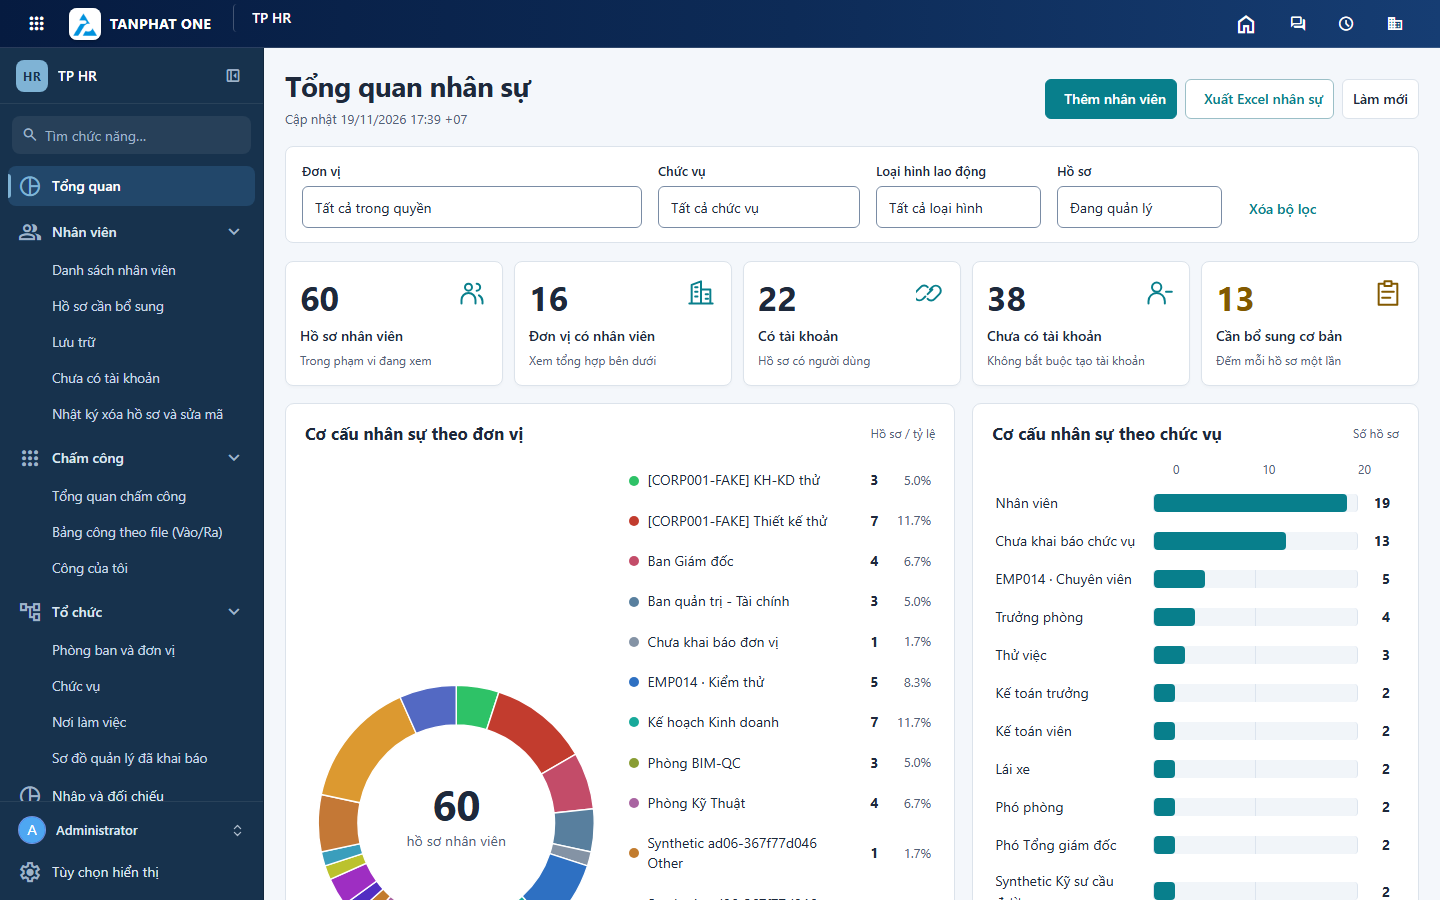 TANPHAT ONE
TP HR
HR
TP HR
Tìm chức năng...
Tổng quan
Nhân viên
Danh sách nhân viên
Hồ sơ cần bổ sung
Lưu trữ
Chưa có tài khoản
Nhật ký xóa hồ sơ và sửa mã
Chấm công
Tổng quan chấm công
Bảng công theo file (Vào/Ra)
Công của tôi
Tổ chức
Phòng ban và đơn vị
Chức vụ
Nơi làm việc
Sơ đồ quản lý đã khai báo
Nhập và đối chiếu
A
Administrator
Tùy chọn hiển thị
Tổng quan nhân sự
Cập nhật 19/11/2026 17:39 +07
Thêm nhân viên
Xuất Excel nhân sự
Làm mới
Đơn vị
Chức vụ
Loại hình lao động
Hồ sơ
Tất cả trong quyền
Tất cả chức vụ
Tất cả loại hình
Đang quản lý
Xóa bộ lọc
60
Hồ sơ nhân viên
Trong phạm vi đang xem
16
Đơn vị có nhân viên
Xem tổng hợp bên dưới
22
Có tài khoản
Hồ sơ có người dùng
38
Chưa có tài khoản
Không bắt buộc tạo tài khoản
13
Cần bổ sung cơ bản
Đếm mỗi hồ sơ một lần
Cơ cấu nhân sự theo đơn vị
Hồ sơ / tỷ lệ
60
hồ sơ nhân viên
[CORP001-FAKE] KH-KD thử 3 5.0%
[CORP001-FAKE] Thiết kế thử 7 11.7%
Ban Giám đốc 4 6.7%
Ban quản trị - Tài chính 3 5.0%
Chưa khai báo đơn vị 1 1.7%
EMP014 · Kiểm thử 5 8.3%
Kế hoạch Kinh doanh 7 11.7%
Phòng BIM-QC 3 5.0%
Phòng Kỹ Thuật 4 6.7%
Synthetic ad06-367f77d046
Other 1 1.7%
Cơ cấu nhân sự theo chức vụ
Số hồ sơ
0 10 20
Nhân viên 19
Chưa khai báo chức vụ 13
EMP014 · Chuyên viên 5
Trưởng phòng 4
Thử việc 3
Kế toán trưởng 2
Kế toán viên 2
Lái xe 2
Phó phòng 2
Phó Tổng giám đốc 2
Synthetic Kỹ sư cầu
2